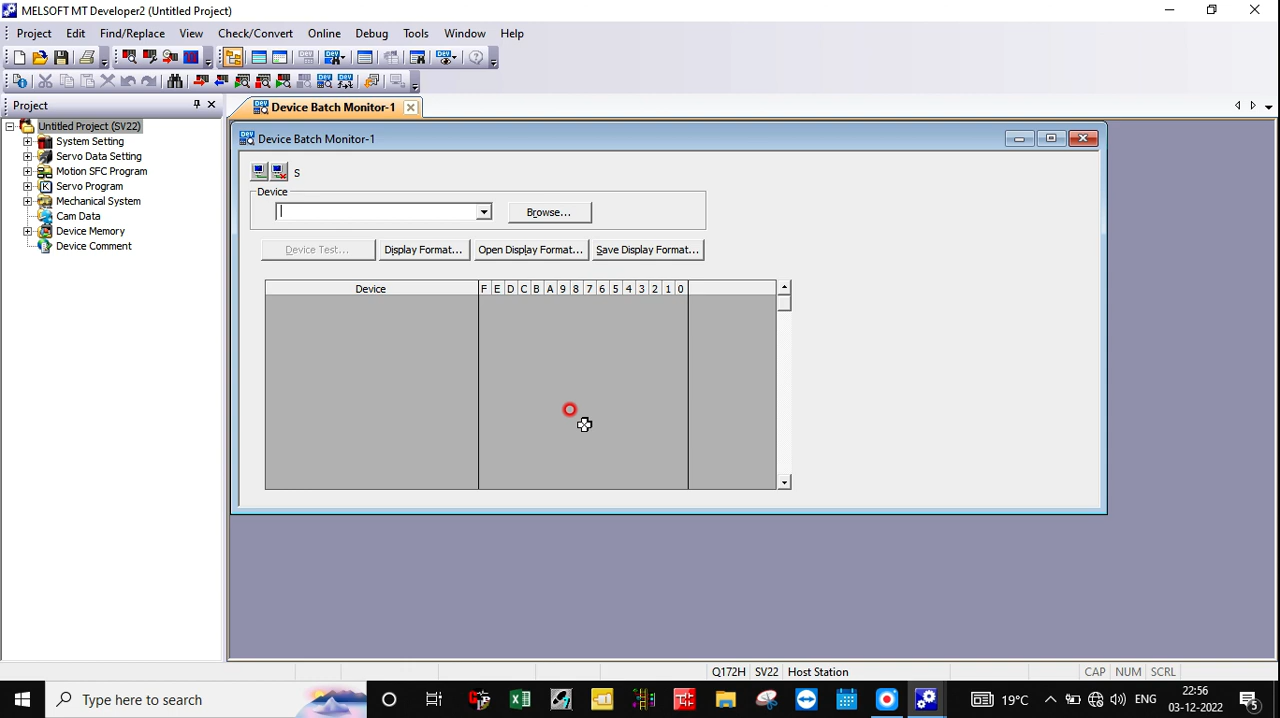 MELSOFT MT Developer2 (Untitled Project)
Project Edit Find/Replace View Check/Convert Online Debug Tools Window Help
Project
Device Batch Monitor-1
Untitled Project (SV22)
System Setting
Servo Data Setting
Motion SFC Program
Servo Program
Mechanical System
Cam Data
Device Memory
Device Comment
Device Batch Monitor-1
S
Device
Browse...
Device Test... Display Format... Open Display Format... Save Display Format...
Device F E D C B A 9 8 7 6 5 4 3 2 1 0
Q172H SV22 Host Station CAP NUM SCRL
Type here to search
19°C ENG
22:56
03-12-2022
5